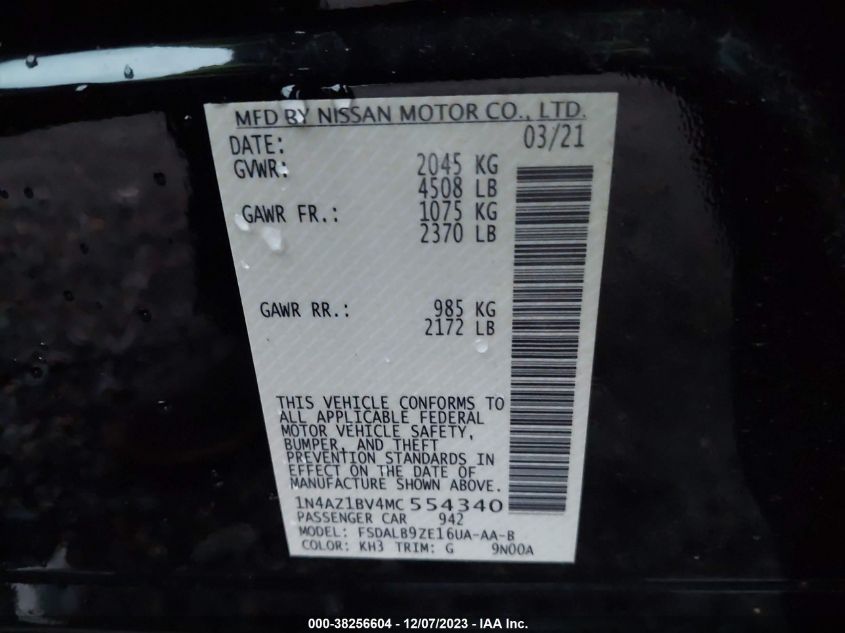 MFD BY NISSAN MOTOR CO., LTD.
DATE: 03/21
GVWR: 2045 KG
4508 LB
GAWR FR.: 1075 KG
2370 LB
GAWR RR.: 985 KG
2172 LB
THIS VEHICLE CONFORMS TO
ALL APPLICABLE FEDERAL
MOTOR VEHICLE SAFETY,
BUMPER, AND THEFT
PREVENTION STANDARDS IN
EFFECT ON THE DATE OF
MANUFACTURE SHOWN ABOVE.
1N4AZ1BV4MC554340
PASSENGER CAR 942
MODEL: FSDALB9ZE16UA-AA-B
COLOR: KH3 TRIM: G 9N00A
000-38256604 - 12/07/2023 - IAA Inc.